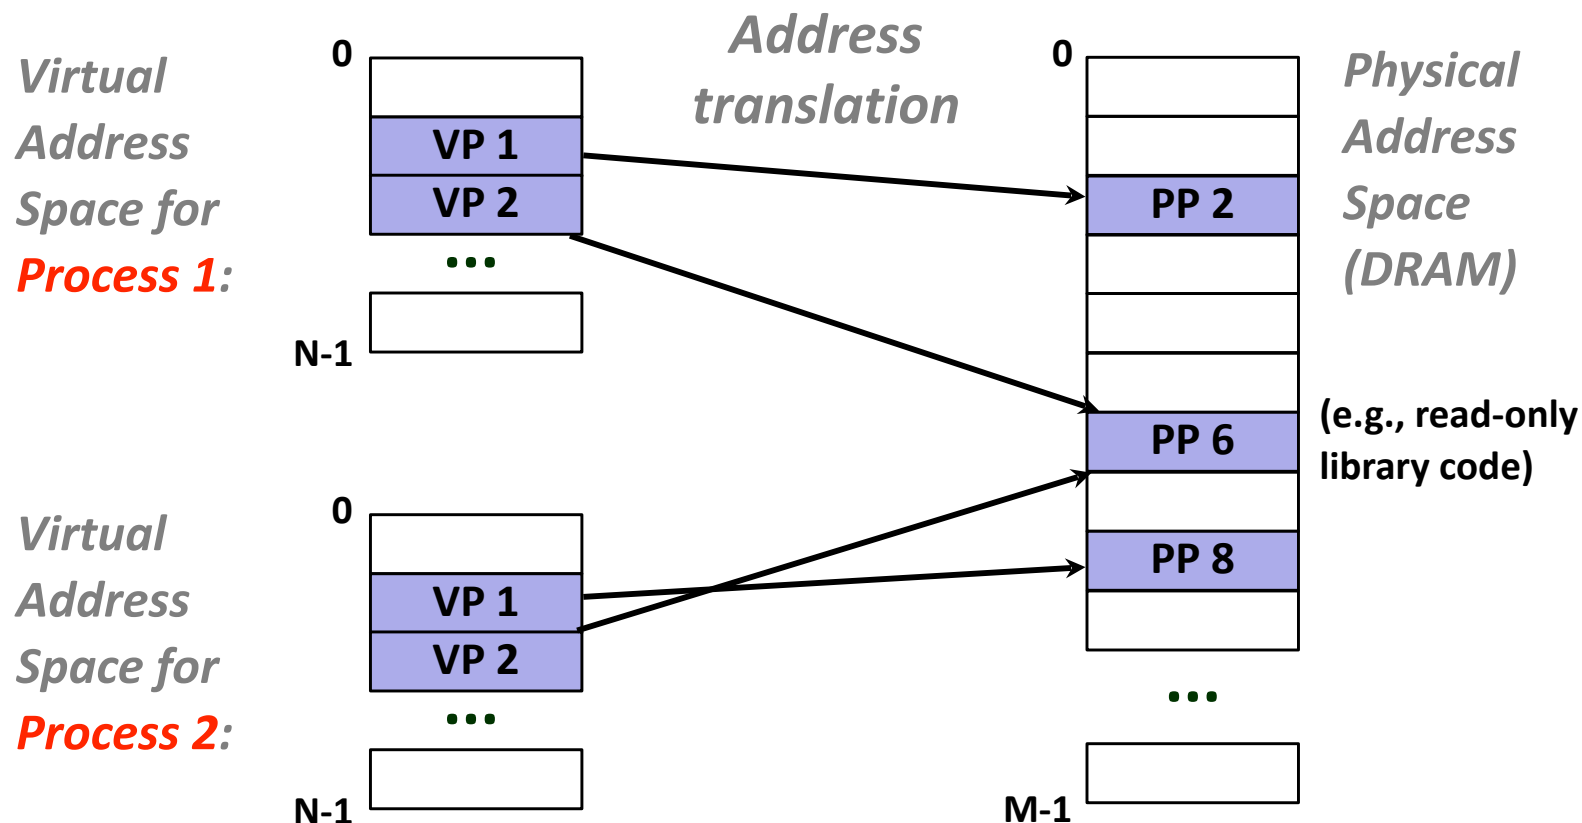 Virtual
Address
Space for
Process 1:
0
VP 1
VP 2
...
N-1
Address
translation
0
PP 2
PP 6
PP 8
...
M-1
Physical
Address
Space
(DRAM)
(e.g., read-only
library code)
Virtual
Address
Space for
Process 2:
0
VP 1
VP 2
...
N-1